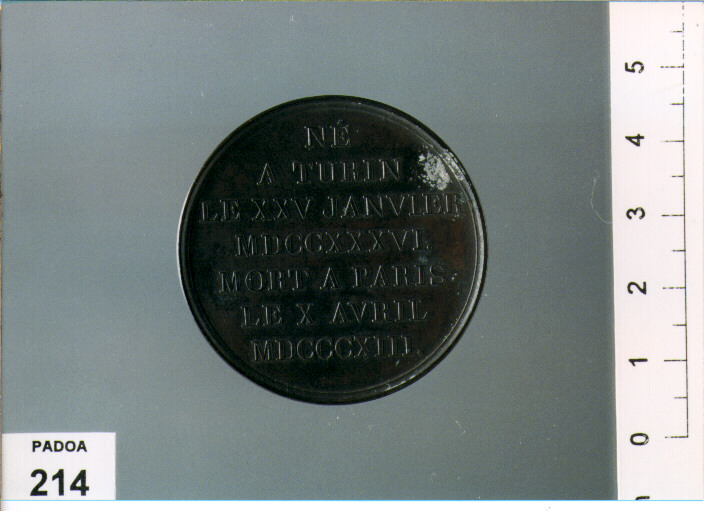 NÉ
A TURIN
LE XXV JANVIER
MDCCXXXVI.
MORT A PARIS
LE X AVRIL
MDCCCXIII.
PADOA
214
5
4
3
2
1
0